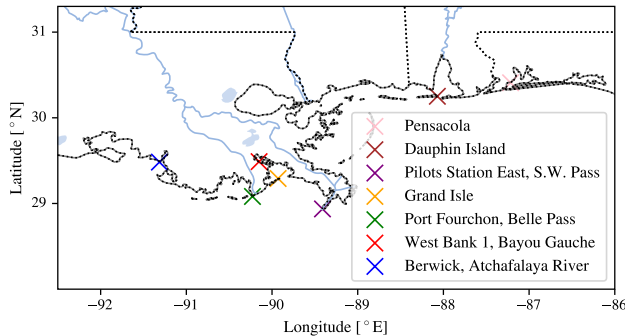 31
30
29
Latitude [°N]
Pensacola
Dauphin Island
Pilots Station East, S.W. Pass
Grand Isle
Port Fourchon, Belle Pass
West Bank 1, Bayou Gauche
Berwick, Atchafalaya River
−92 −91 −90 −89 −88 −87 −86
Longitude [°E]